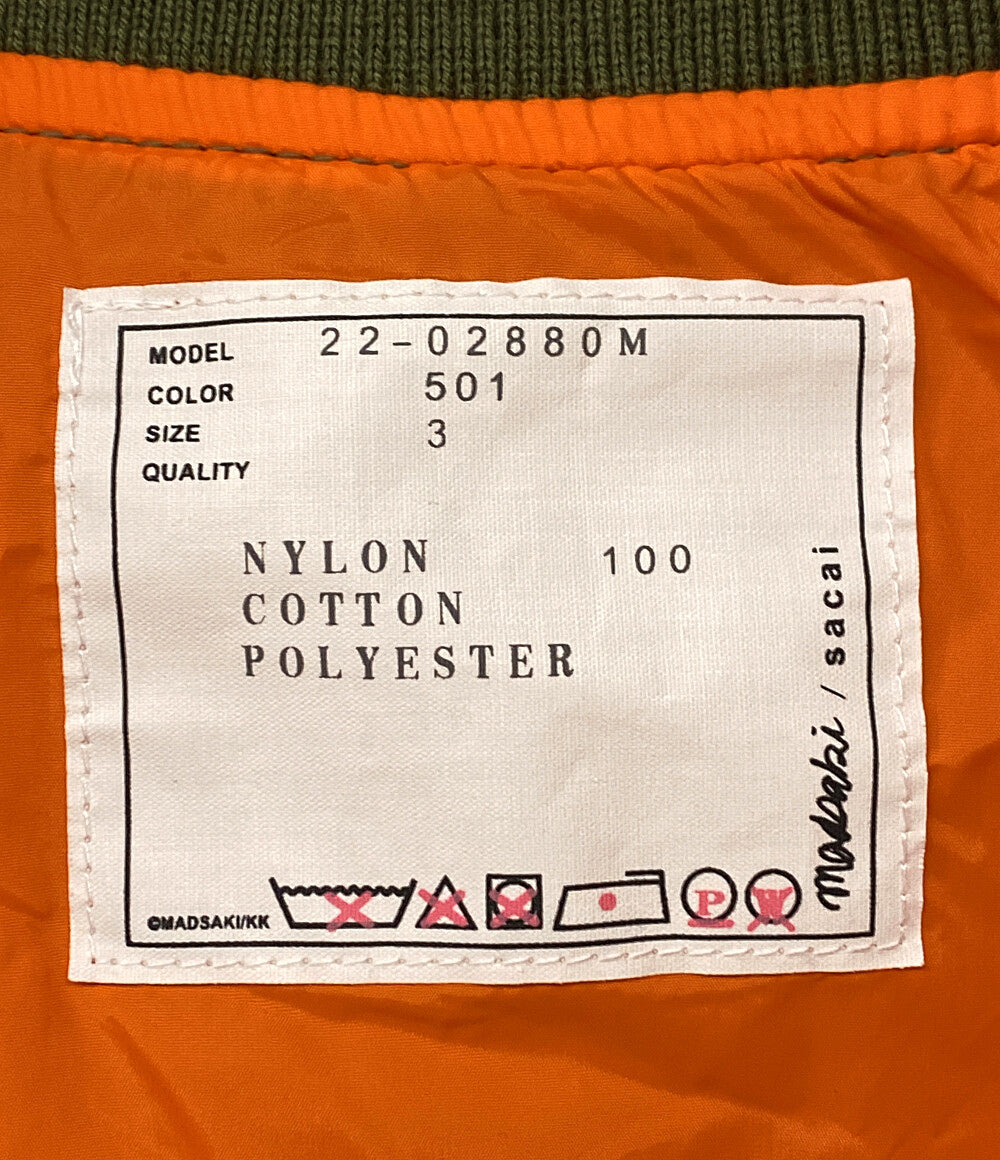 MODEL 22-02880M
COLOR 501
SIZE 3
QUALITY
NYLON 100
COTTON
POLYESTER
©MADSAKI/KK
P
W
madsaki / sacai